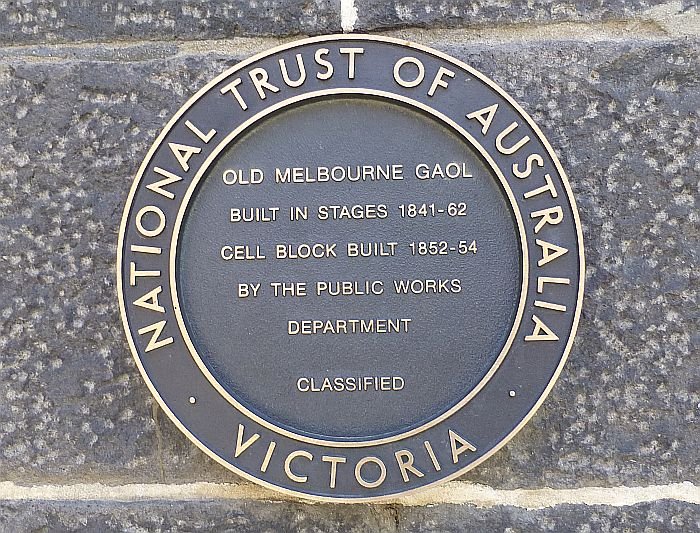 NATIONAL TRUST OF AUSTRALIA
OLD MELBOURNE GAOL
BUILT IN STAGES 1841-62
CELL BLOCK BUILT 1852-54
BY THE PUBLIC WORKS
DEPARTMENT
CLASSIFIED
VICTORIA